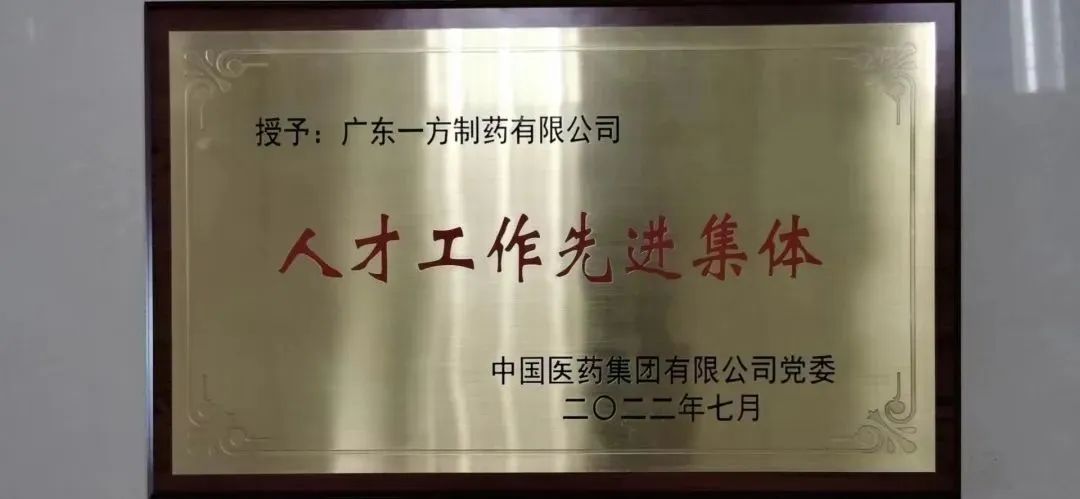 授予：广东一方制药有限公司
人才工作先进集体
中国医药集团有限公司党委
二〇二二年七月